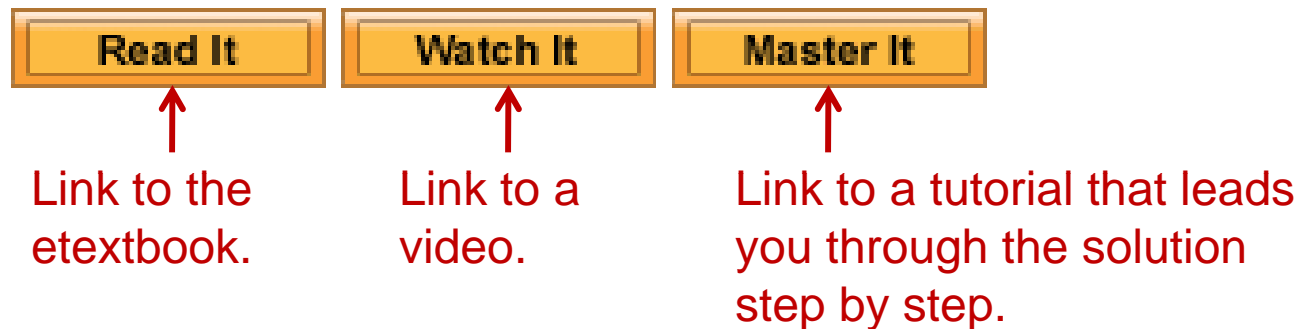 Read It Watch It Master It
Link to the
etextbook.
Link to a
video.
Link to a tutorial that leads
you through the solution
step by step.